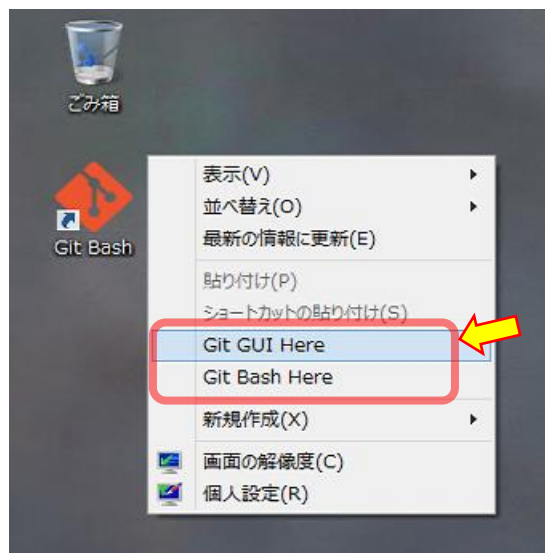 ごみ箱
Git Bash
表示(V)
並べ替え(O)
最新の情報に更新(E)
貼り付け(P)
ショートカットの貼り付け(S)
Git GUI Here
Git Bash Here
新規作成(X)
画面の解像度(C)
個人設定(R)